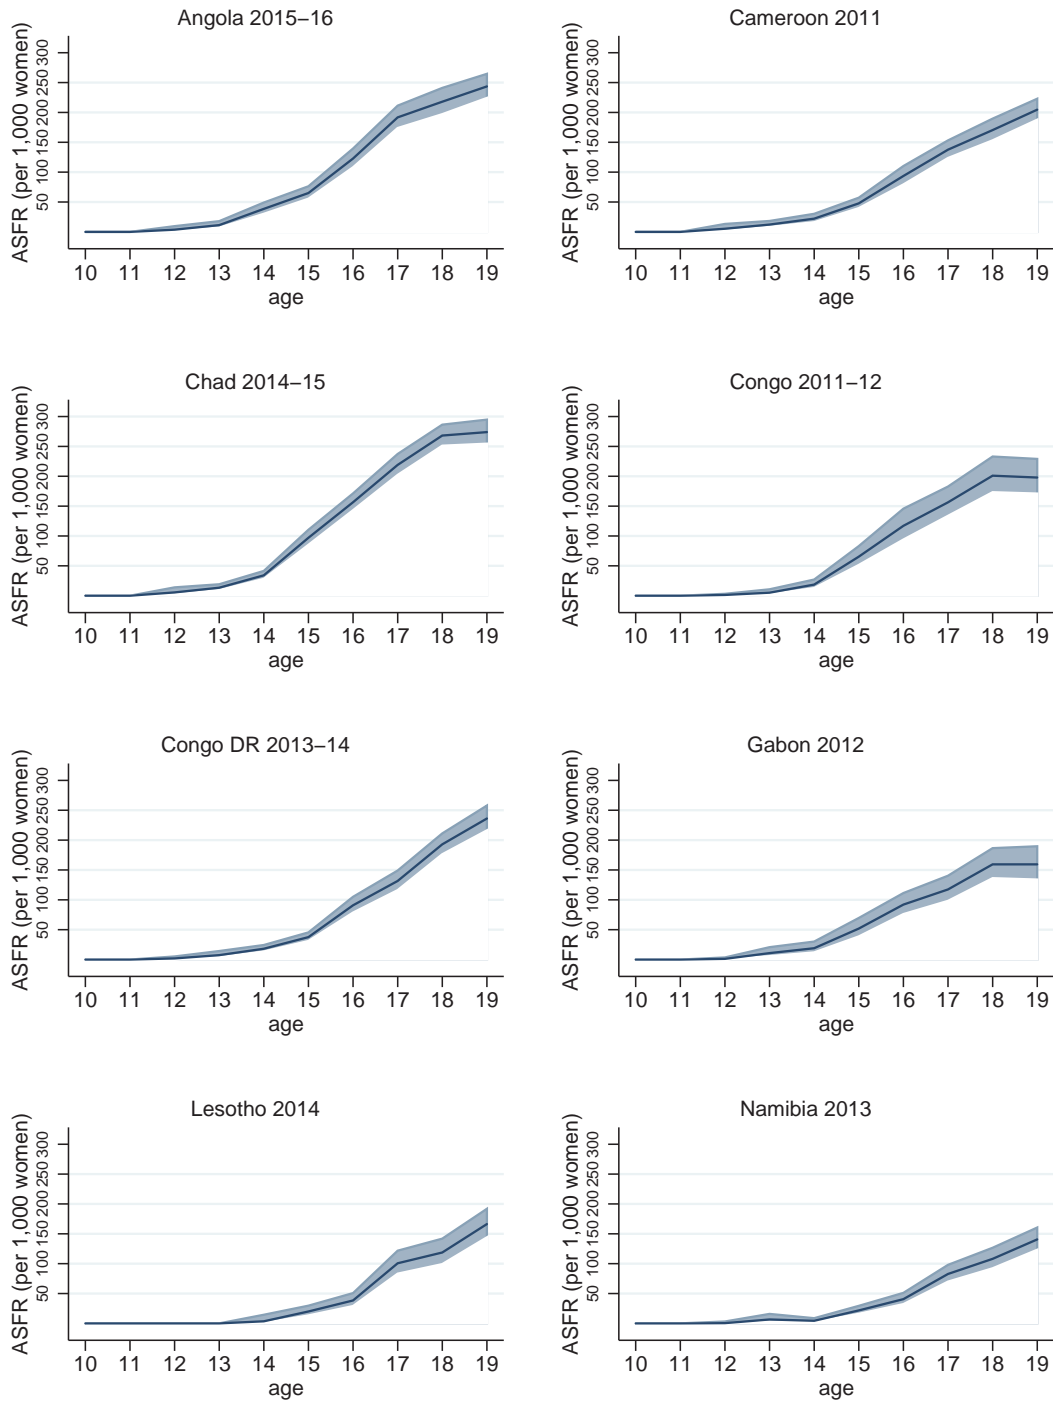 Angola 2015–16
ASFR (per 1,000 women)
300
250
200
150
100
50
10 11 12 13 14 15 16 17 18 19
age
Cameroon 2011
ASFR (per 1,000 women)
300
250
200
150
100
50
10 11 12 13 14 15 16 17 18 19
age
Chad 2014–15
ASFR (per 1,000 women)
300
250
200
150
100
50
10 11 12 13 14 15 16 17 18 19
age
Congo 2011–12
ASFR (per 1,000 women)
300
250
200
150
100
50
10 11 12 13 14 15 16 17 18 19
age
Congo DR 2013–14
ASFR (per 1,000 women)
300
250
200
150
100
50
10 11 12 13 14 15 16 17 18 19
age
Gabon 2012
ASFR (per 1,000 women)
300
250
200
150
100
50
10 11 12 13 14 15 16 17 18 19
age
Lesotho 2014
ASFR (per 1,000 women)
300
250
200
150
100
50
10 11 12 13 14 15 16 17 18 19
age
Namibia 2013
ASFR (per 1,000 women)
300
250
200
150
100
50
10 11 12 13 14 15 16 17 18 19
age